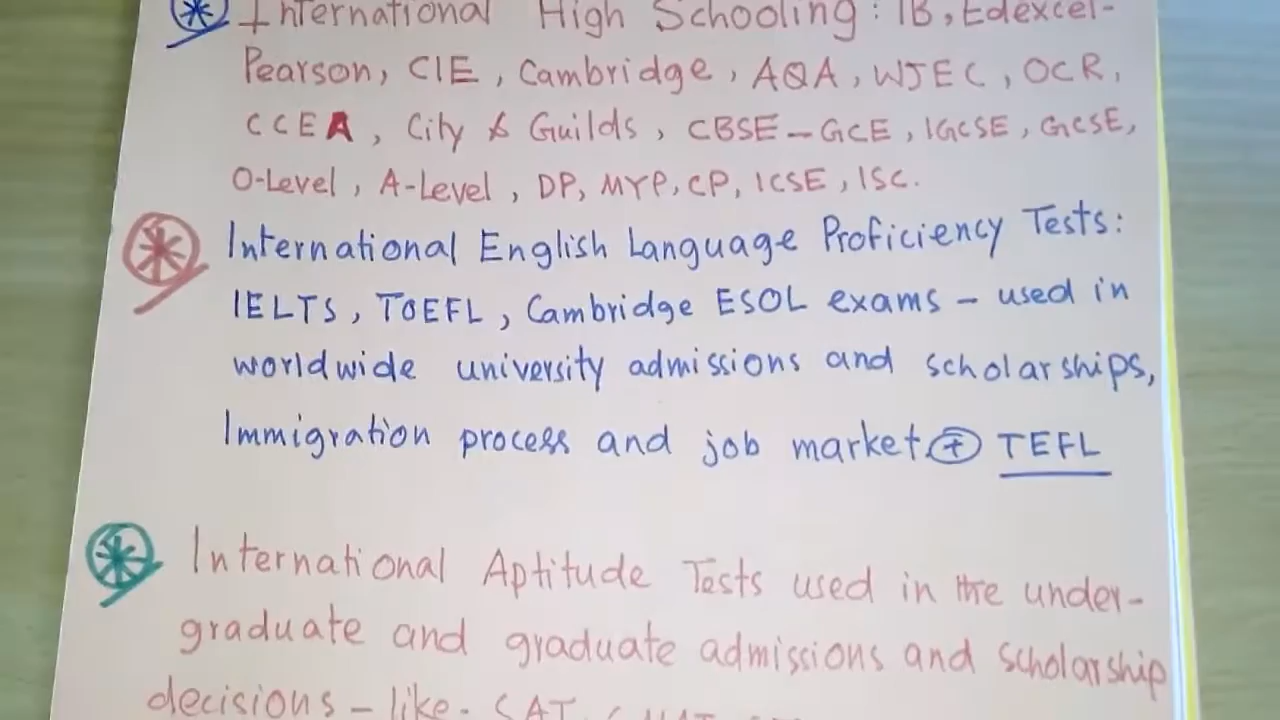 International High Schooling: IB, Edexcel-
Pearson, CIE, Cambridge, AQA, WJEC, OCR,
CCEA, City & Guilds, CBSE-GCE, IGCSE, GCSE,
O-Level, A-Level, DP, MYP, CP, ICSE, ISC.
International English Language Proficiency Tests:
IELTS, TOEFL, Cambridge ESOL exams - used in
worldwide university admissions and scholarships,
Immigration process and job market. + TEFL
International Aptitude Tests used in the under-
graduate and graduate admissions and scholarship
decisions - like - SAT,